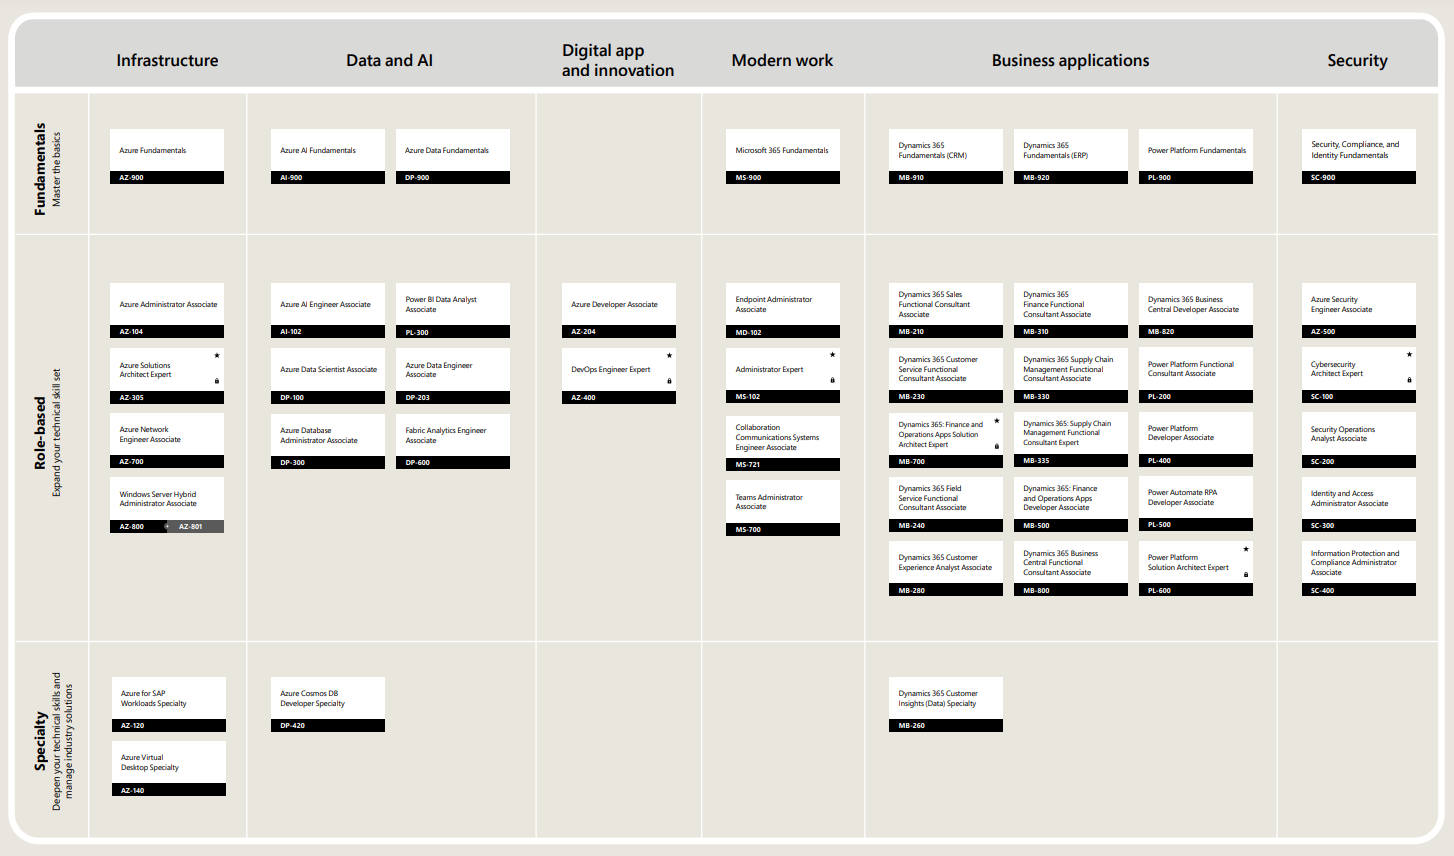 Infrastructure
Data and AI
Digital app
and innovation
Modern work
Business applications
Security
Fundamentals
Master the basics
Azure Fundamentals
AZ-900
Azure AI Fundamentals
AI-900
Azure Data Fundamentals
DP-900
Microsoft 365 Fundamentals
MS-900
Dynamics 365
Fundamentals (CRM)
MB-910
Dynamics 365
Fundamentals (ERP)
MB-920
Power Platform Fundamentals
PL-900
Security, Compliance, and
Identity Fundamentals
SC-900
Role-based
Expand your technical skill set
Azure Administrator Associate
AZ-104
Azure Solutions
Architect Expert
AZ-305
Azure Network
Engineer Associate
AZ-700
Windows Server Hybrid
Administrator Associate
AZ-800 + AZ-801
Azure AI Engineer Associate
AI-102
Azure Data Scientist Associate
DP-100
Azure Database
Administrator Associate
DP-300
Power BI Data Analyst
Associate
PL-300
Azure Data Engineer
Associate
DP-203
Fabric Analytics Engineer
Associate
DP-600
Azure Developer Associate
AZ-204
DevOps Engineer Expert
AZ-400
Endpoint Administrator
Associate
MD-102
Administrator Expert
MS-102
Collaboration
Communications Systems
Engineer Associate
MS-721
Teams Administrator
Associate
MS-700
Dynamics 365 Sales
Functional Consultant
Associate
MB-210
Dynamics 365 Customer
Service Functional
Consultant Associate
MB-230
Dynamics 365: Finance and
Operations Apps Solution
Architect Expert
MB-700
Dynamics 365 Field
Service Functional
Consultant Associate
MB-240
Dynamics 365 Customer
Experience Analyst Associate
MB-280
Dynamics 365
Finance Functional
Consultant Associate
MB-310
Dynamics 365 Supply Chain
Management Functional
Consultant Associate
MB-330
Dynamics 365: Supply Chain
Management Functional
Consultant Expert
MB-335
Dynamics 365: Finance
and Operations Apps
Developer Associate
MB-500
Dynamics 365 Business
Central Functional
Consultant Associate
MB-800
Dynamics 365 Business
Central Developer Associate
MB-820
Power Platform Functional
Consultant Associate
PL-200
Power Platform
Developer Associate
PL-400
Power Automate RPA
Developer Associate
PL-500
Power Platform
Solution Architect Expert
PL-600
Azure Security
Engineer Associate
AZ-500
Cybersecurity
Architect Expert
SC-100
Security Operations
Analyst Associate
SC-200
Identity and Access
Administrator Associate
SC-300
Information Protection and
Compliance Administrator
Associate
SC-400
Specialty
Deepen your technical skills and
manage industry solutions
Azure for SAP
Workloads Specialty
AZ-120
Azure Virtual
Desktop Specialty
AZ-140
Azure Cosmos DB
Developer Specialty
DP-420
Dynamics 365 Customer
Insights (Data) Specialty
MB-260